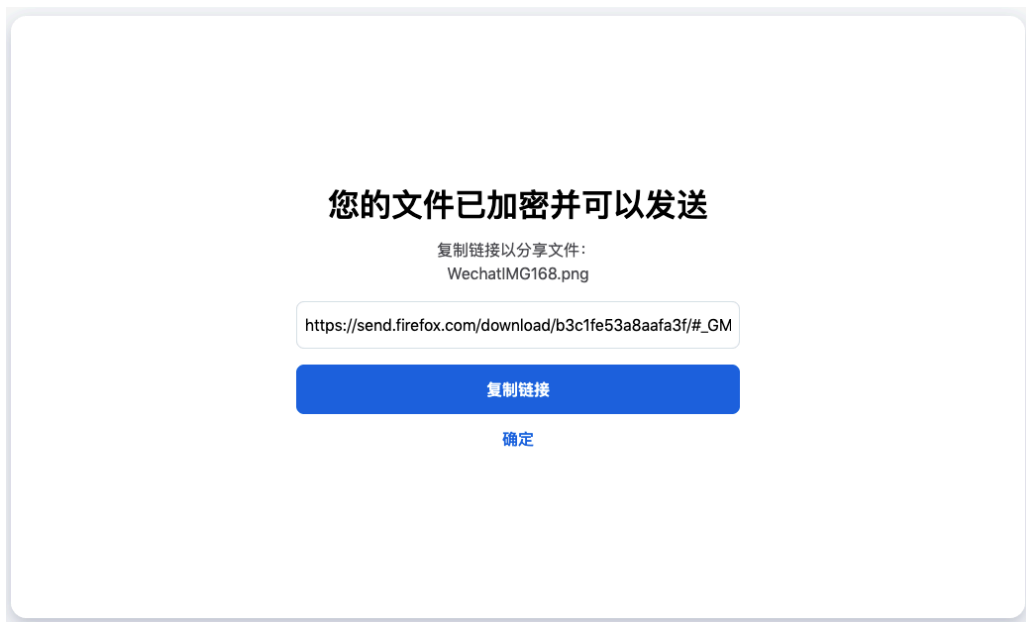 您的文件已加密并可以发送
复制链接以分享文件：
WechatIMG168.png
https://send.firefox.com/download/b3c1fe53a8aafa3f/#_GM
复制链接
确定